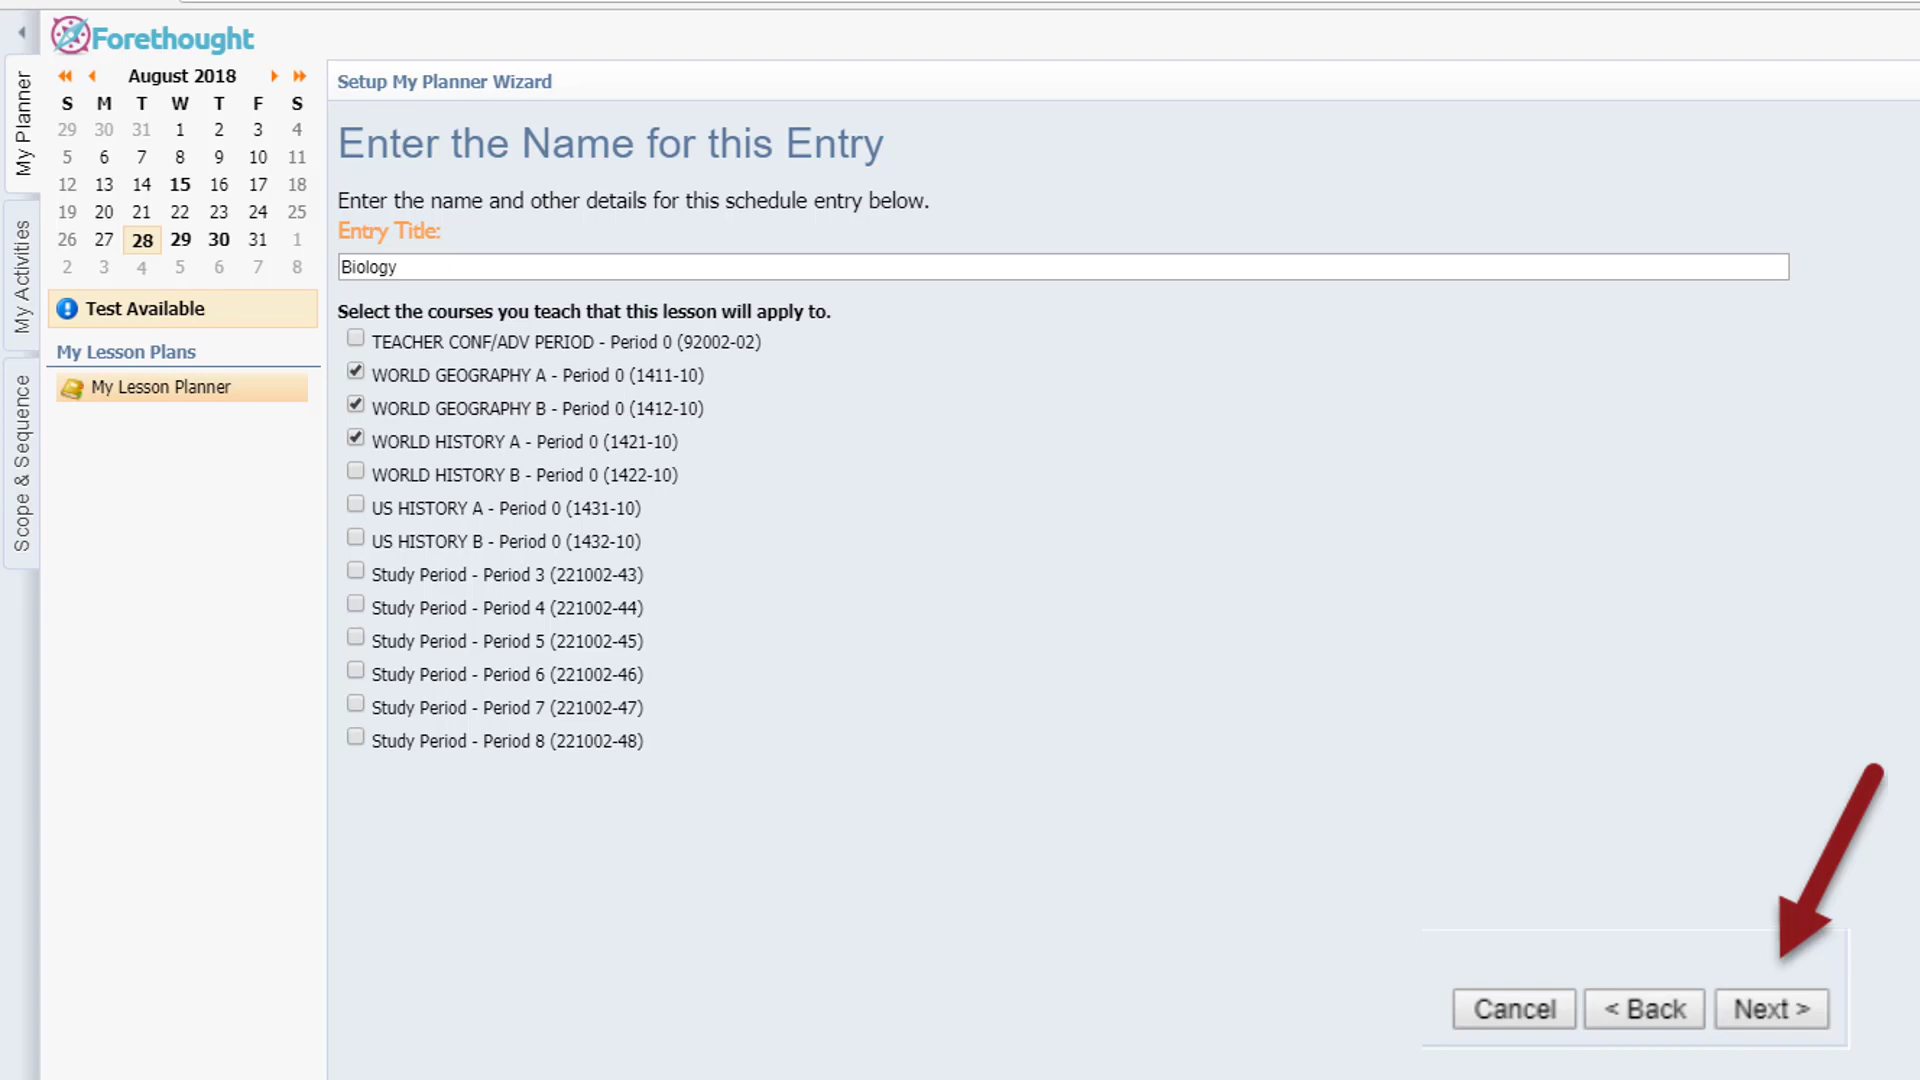 Forethought
My Planner
My Activities
Scope & Sequence
August 2018
S M T W T F S
29 30 31 1 2 3 4
5 6 7 8 9 10 11
12 13 14 15 16 17 18
19 20 21 22 23 24 25
26 27 28 29 30 31 1
2 3 4 5 6 7 8
Test Available
My Lesson Plans
My Lesson Planner
Setup My Planner Wizard
Enter the Name for this Entry
Enter the name and other details for this schedule entry below.
Entry Title:
Biology
Select the courses you teach that this lesson will apply to.
TEACHER CONF/ADV PERIOD - Period 0 (92002-02)
WORLD GEOGRAPHY A - Period 0 (1411-10)
WORLD GEOGRAPHY B - Period 0 (1412-10)
WORLD HISTORY A - Period 0 (1421-10)
WORLD HISTORY B - Period 0 (1422-10)
US HISTORY A - Period 0 (1431-10)
US HISTORY B - Period 0 (1432-10)
Study Period - Period 3 (221002-43)
Study Period - Period 4 (221002-44)
Study Period - Period 5 (221002-45)
Study Period - Period 6 (221002-46)
Study Period - Period 7 (221002-47)
Study Period - Period 8 (221002-48)
Cancel < Back Next >